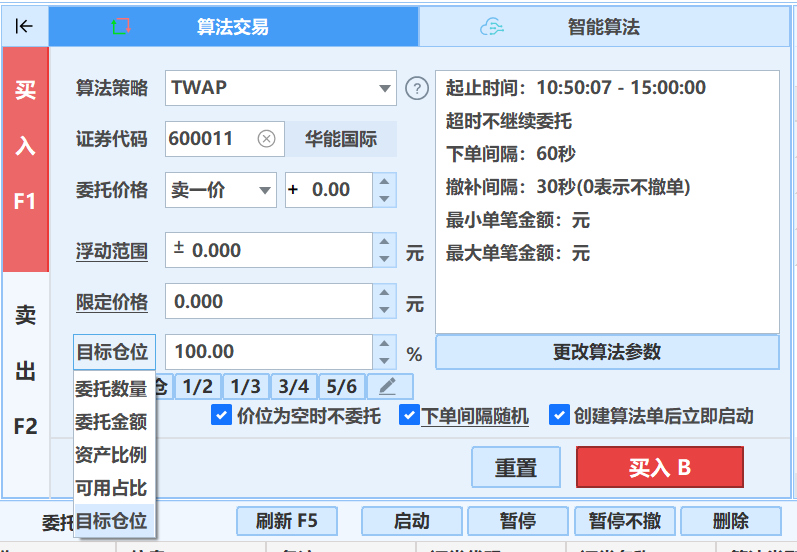 算法交易 智能算法
买入 F1
卖出 F2
算法策略 TWAP ?
证券代码 600011 华能国际
委托价格 卖一价 + 0.00
浮动范围 ± 0.000 元
限定价格 0.000 元
目标仓位 100.00 %
起止时间：10:50:07 - 15:00:00
超时不继续委托
下单间隔：60秒
撤补间隔：30秒(0表示不撤单)
最小单笔金额：元
最大单笔金额：元
更改算法参数
仓 1/2 1/3 3/4 5/6
委托数量
委托金额
资产比例
可用占比
目标仓位
价位为空时不委托 下单间隔随机 创建算法单后立即启动
重置 买入 B
委托 刷新 F5 启动 暂停 暂停不撤 删除